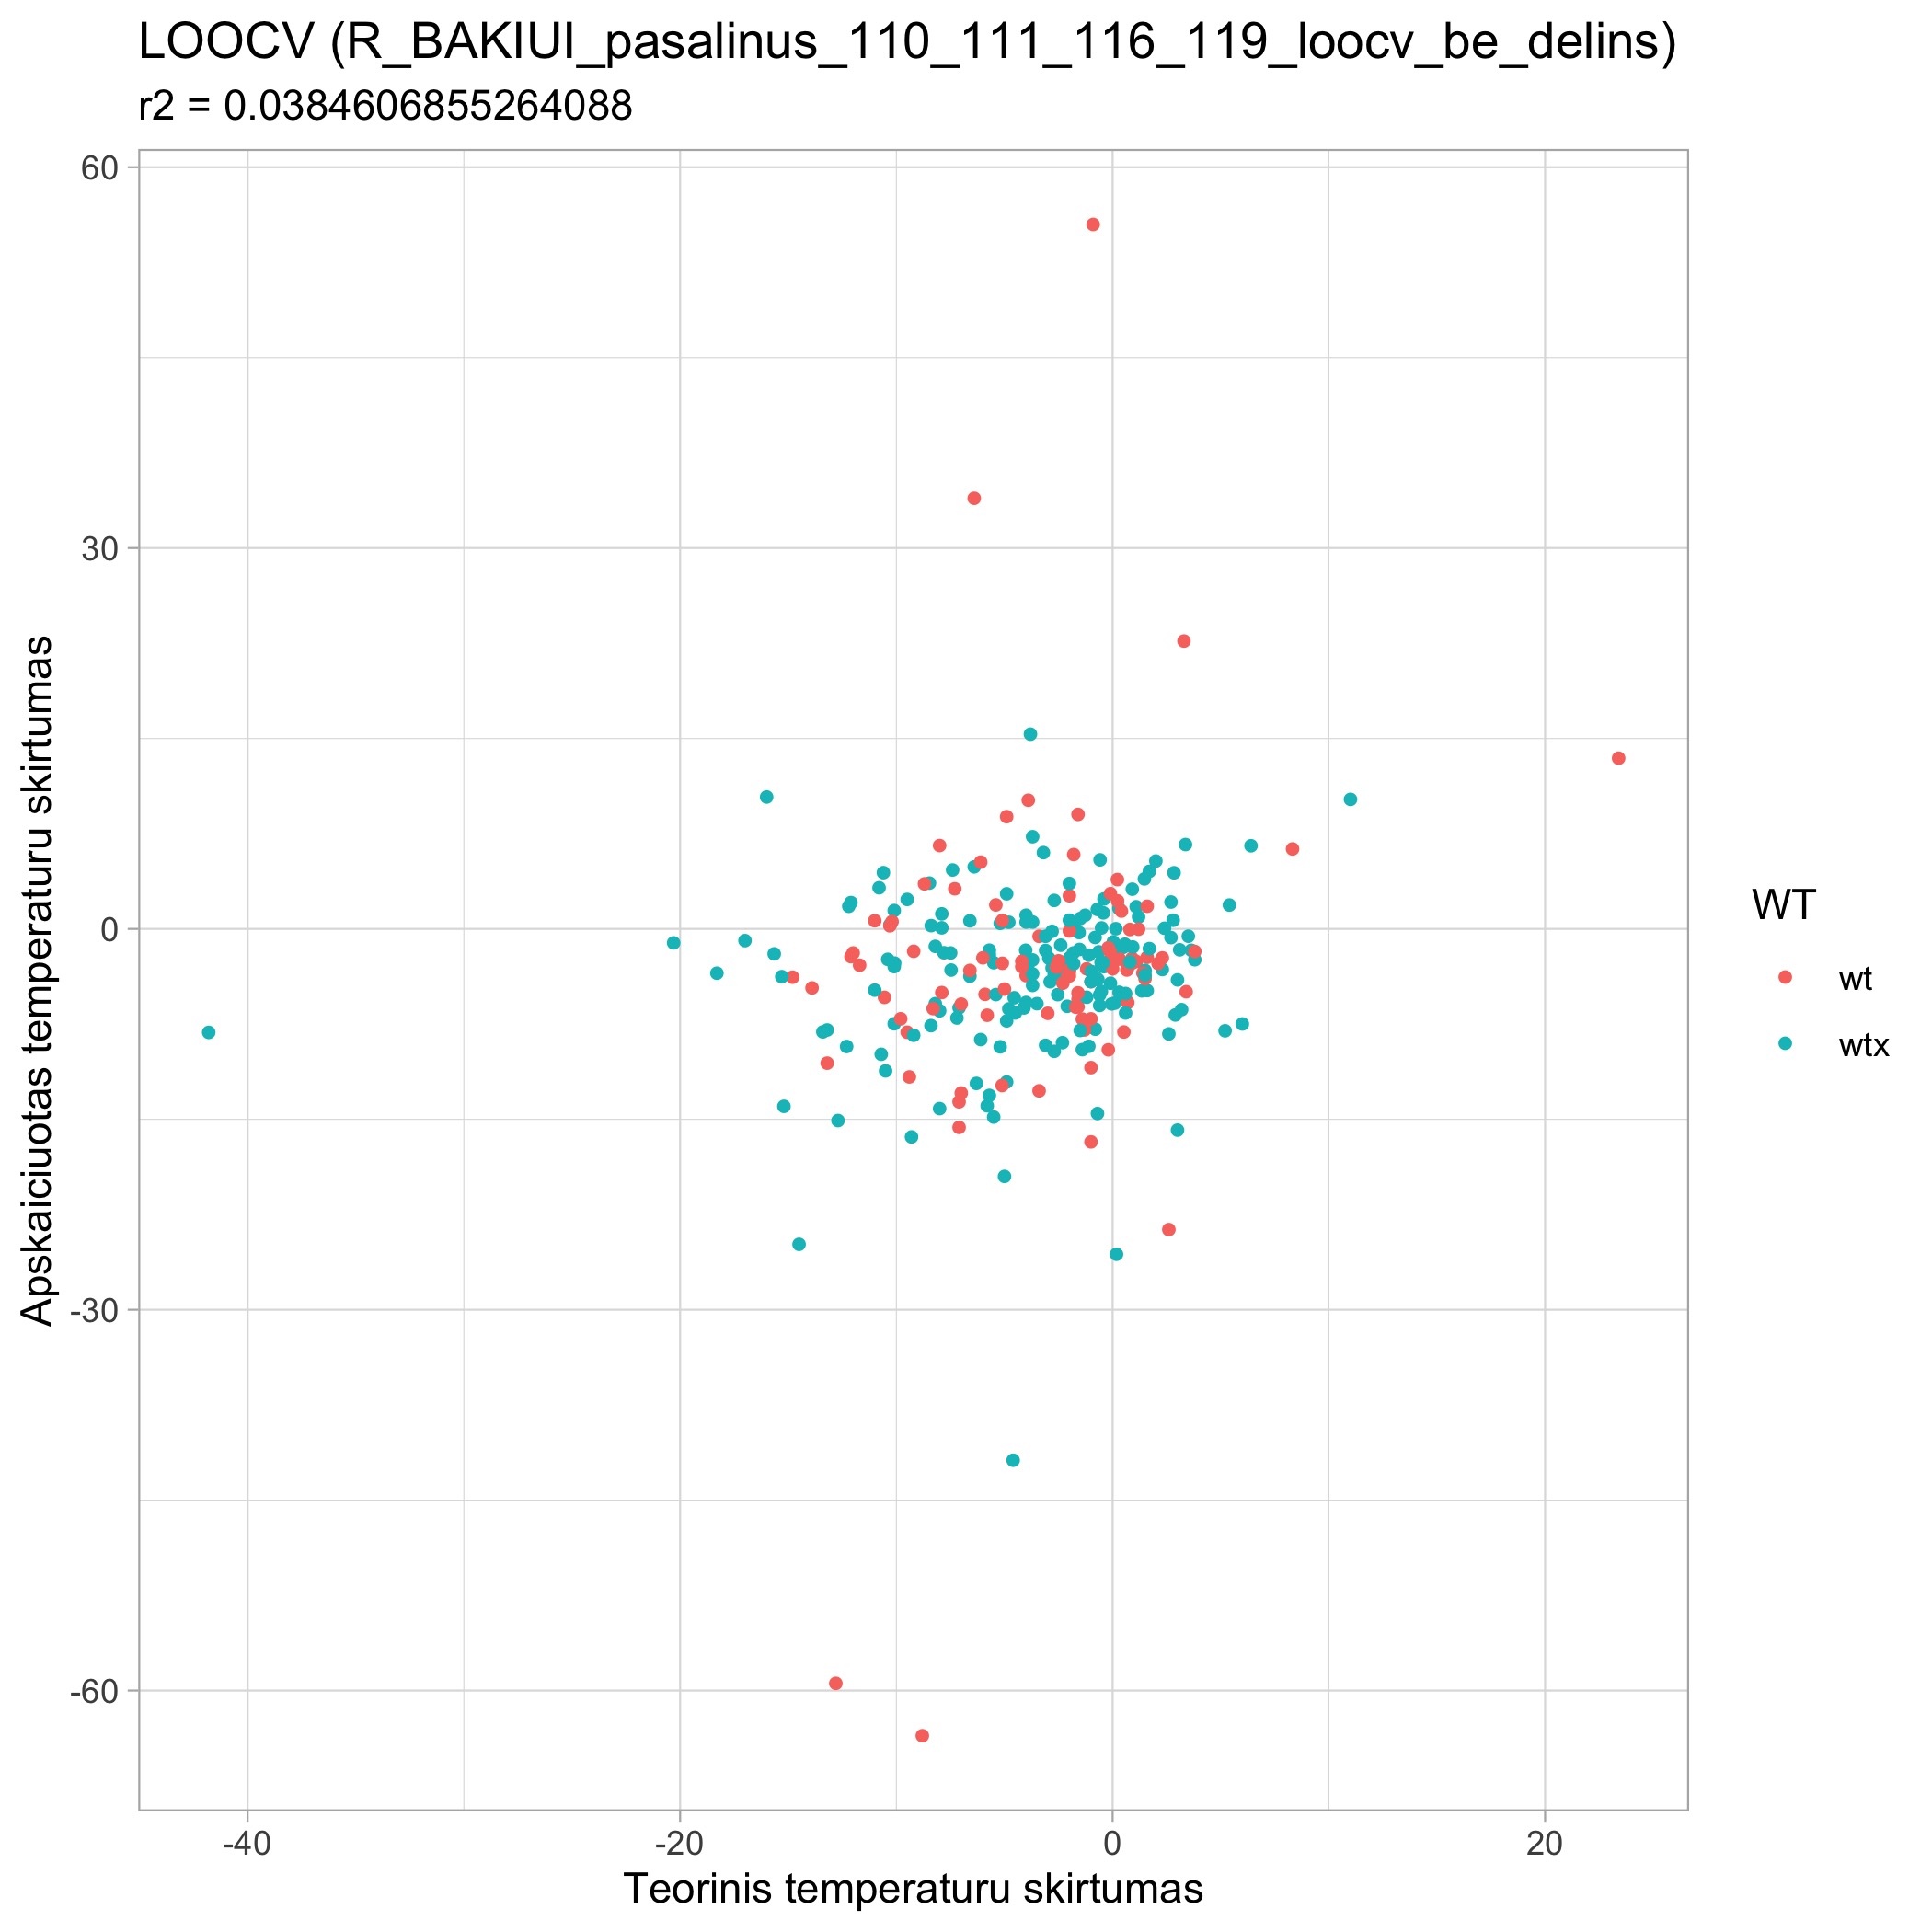 LOOCV (R_BAKIUI_pasalinus_110_111_116_119_loocv_be_delins)
r2 = 0.0384606855264088
60
30
0
-30
-60
Apskaiciuotas temperaturu skirtumas
-40
-20
0
20
Teorinis temperaturu skirtumas
WT
wt
wtx